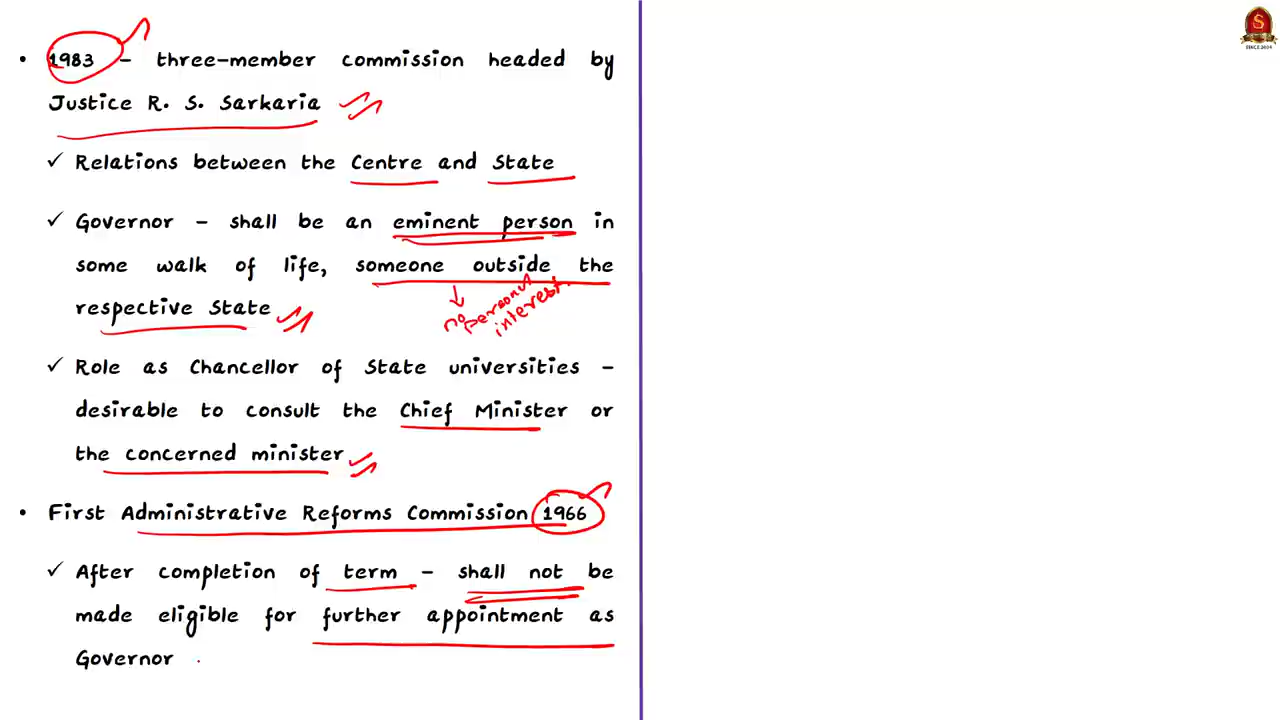 • 1983 – three-member commission headed by
Justice R. S. Sarkaria
✓ Relations between the Centre and State
✓ Governor – shall be an eminent person in
some walk of life, someone outside the
respective State
no personal interest
✓ Role as Chancellor of State universities –
desirable to consult the Chief Minister or
the concerned minister
• First Administrative Reforms Commission 1966
✓ After completion of term – shall not be
made eligible for further appointment as
Governor
S
SINCE 2004